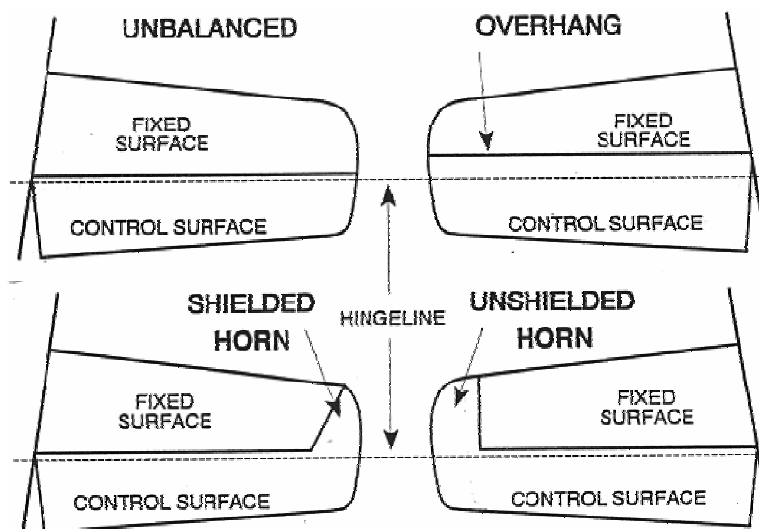 UNBALANCED
OVERHANG
FIXED
SURFACE
FIXED
SURFACE
CONTROL SURFACE
CONTROL SURFACE
SHIELDED
HORN
HINGELINE
UNSHIELDED
HORN
FIXED
SURFACE
FIXED
SURFACE
CONTROL SURFACE
CONTROL SURFACE